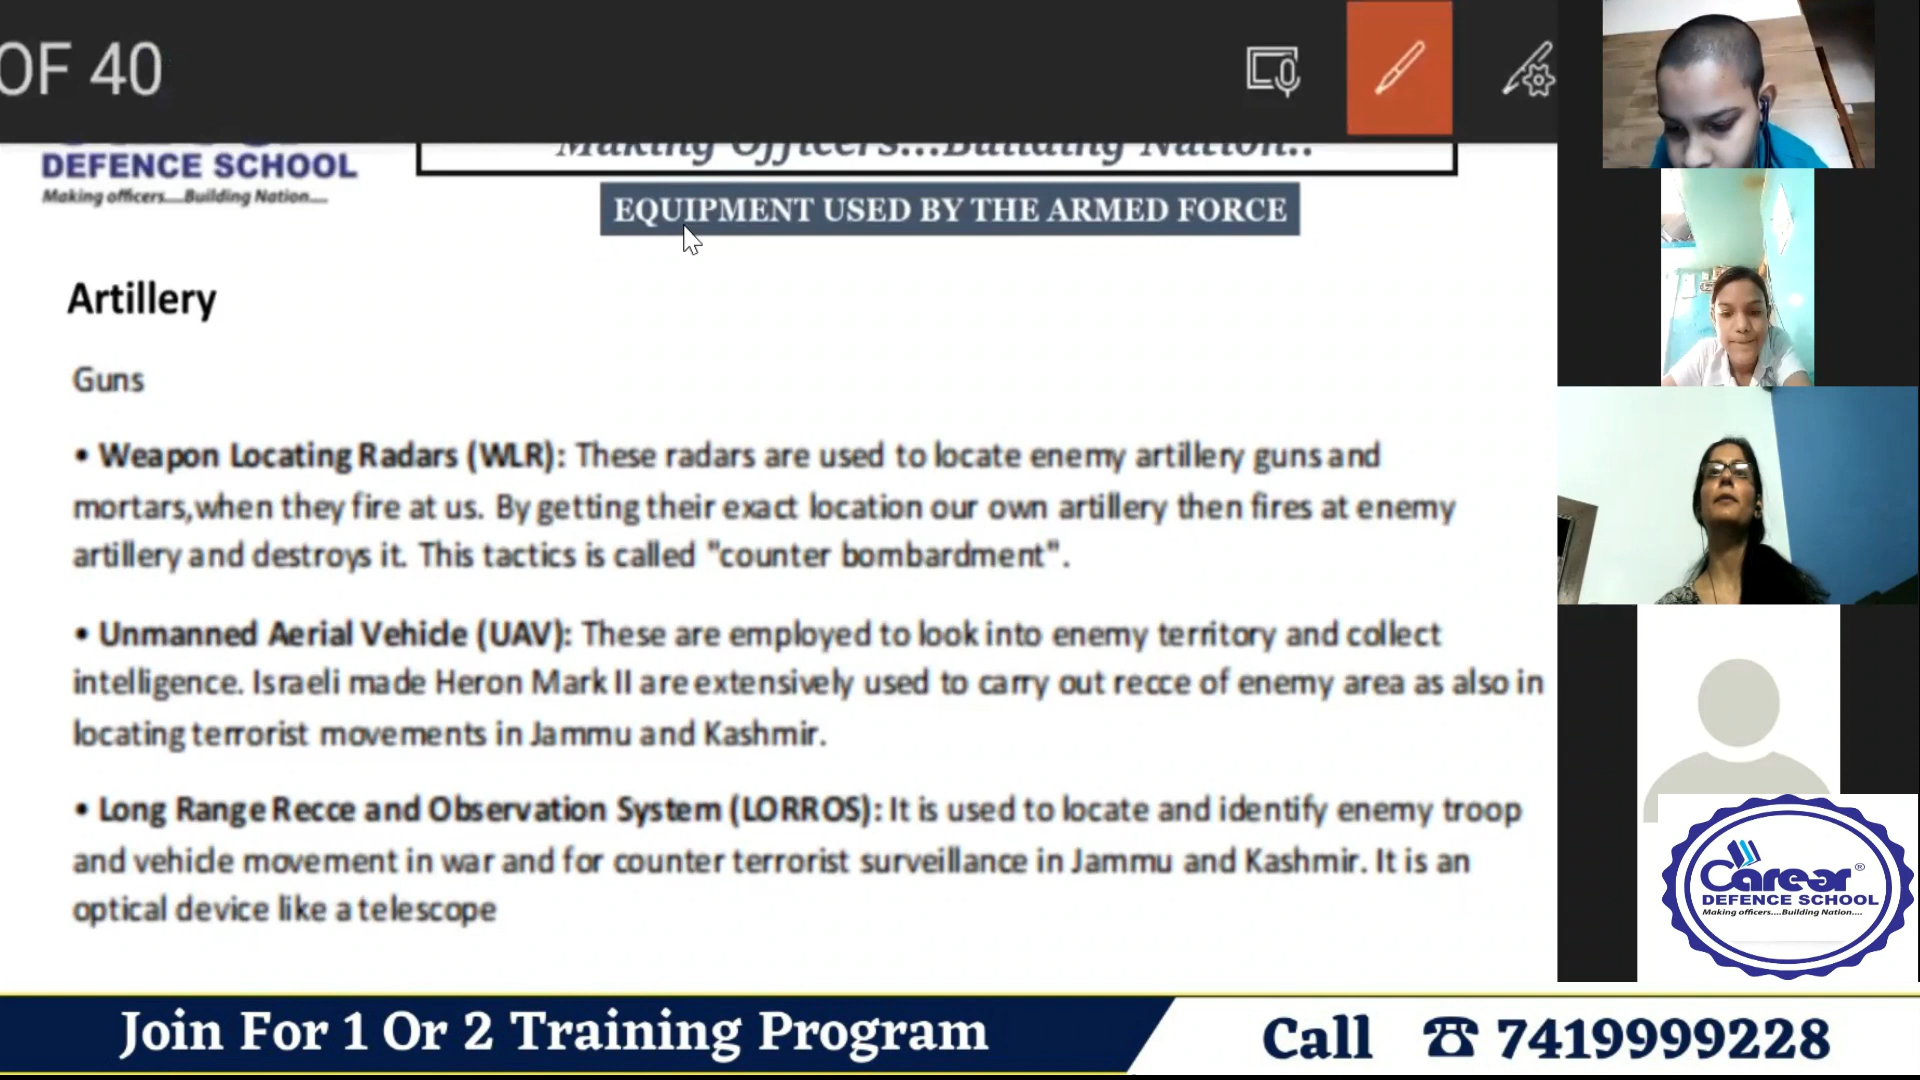 OF 40
DEFENCE SCHOOL
Making officers....Building Nation....
Making Officers...Building Nation..
EQUIPMENT USED BY THE ARMED FORCE
Artillery
Guns
• Weapon Locating Radars (WLR): These radars are used to locate enemy artillery guns and
mortars,when they fire at us. By getting their exact location our own artillery then fires at enemy
artillery and destroys it. This tactics is called "counter bombardment".
• Unmanned Aerial Vehicle (UAV): These are employed to look into enemy territory and collect
intelligence. Israeli made Heron Mark II are extensively used to carry out recce of enemy area as also in
locating terrorist movements in Jammu and Kashmir.
• Long Range Recce and Observation System (LORROS): It is used to locate and identify enemy troop
and vehicle movement in war and for counter terrorist surveillance in Jammu and Kashmir. It is an
optical device like a telescope
Carear®
DEFENCE SCHOOL
Making officers....Building Nation....
Join For 1 Or 2 Training Program
Call ☎ 7419999228